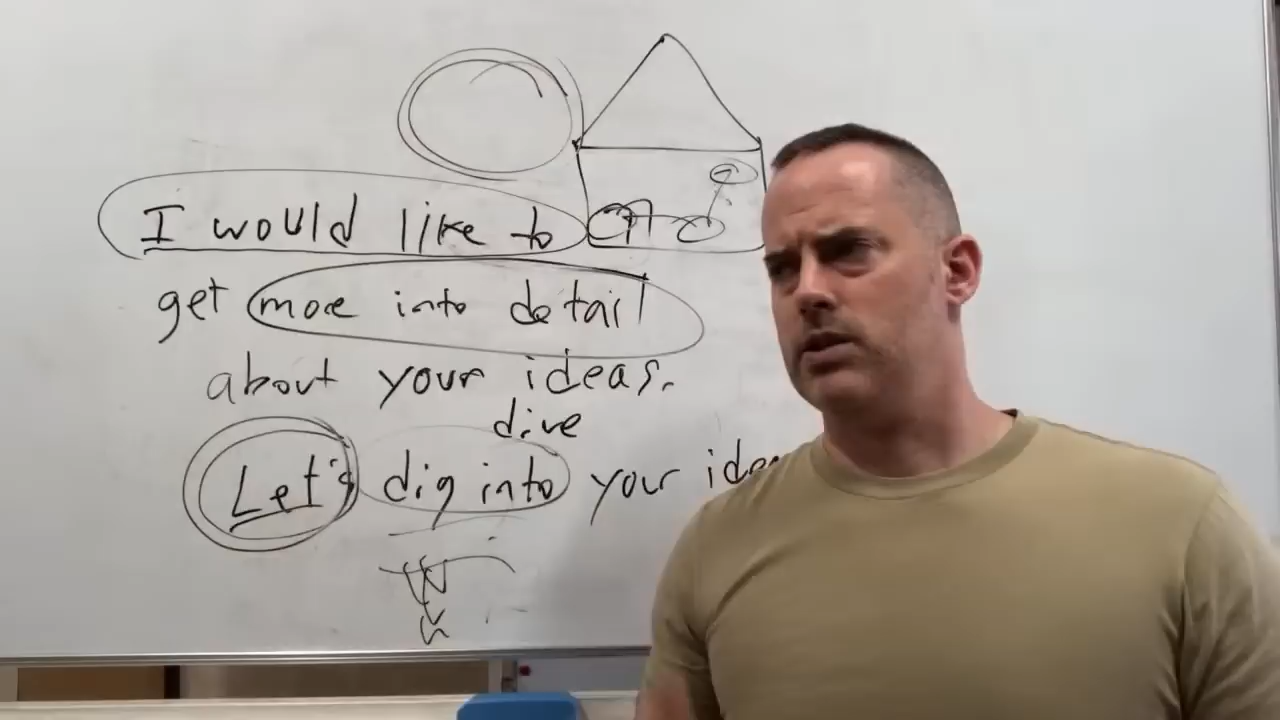 I would like to
get more into detail
about your ideas.
dive
Let's dig into your